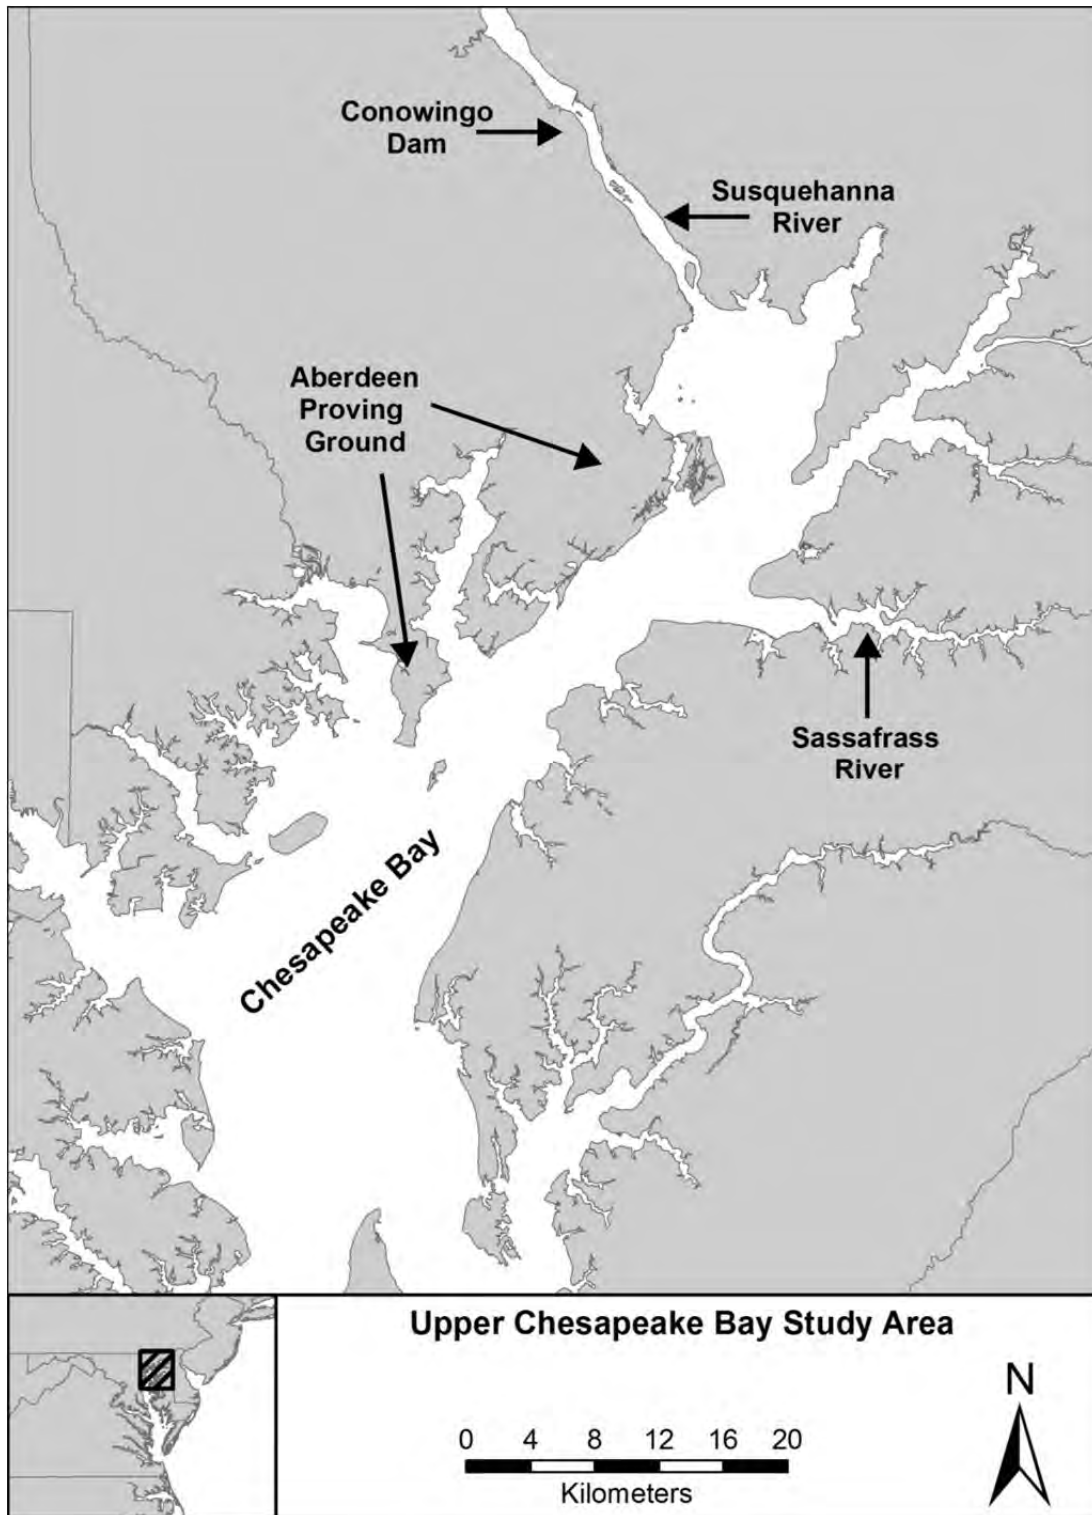 Conowingo
Dam
Susquehanna
River
Aberdeen
Proving
Ground
Sassafrass
River
Chesapeake Bay
Upper Chesapeake Bay Study Area
N
0 4 8 12 16 20
Kilometers